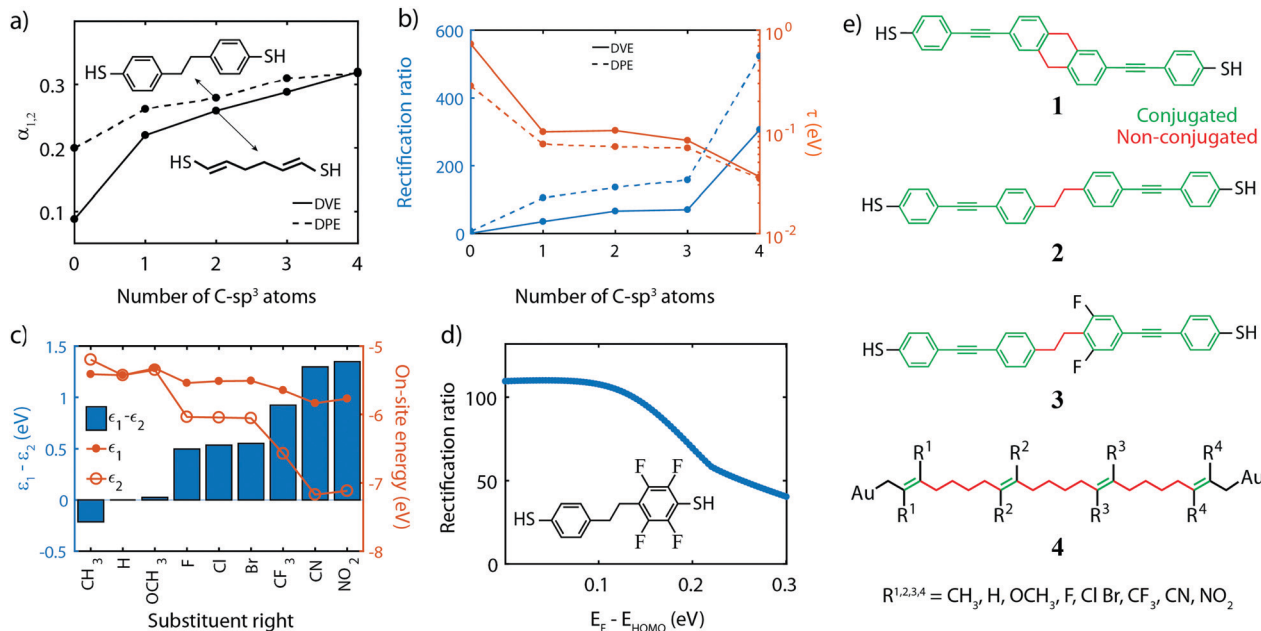 a)
α1,2
0.3
0.2
0.1
HS
SH
HS
SH
DVE
DPE
0 1 2 3 4
Number of C-sp³ atoms
b)
Rectification ratio
600
500
400
300
200
100
0
DVE
DPE
10⁰
10⁻¹
10⁻²
τ (eV)
0 1 2 3 4
Number of C-sp³ atoms
c)
ε1 - ε2 (eV)
1.5
1
0.5
0
-0.5
ε1-ε2
ε1
ε2
-5
-6
-7
-8
On-site energy (eV)
CH3
H
OCH3
F
Cl
Br
CF3
CN
NO2
Substituent right
d)
Rectification ratio
100
50
0
F F
HS
SH
F F
0.1 0.2 0.3
EF - EHOMO (eV)
e)
HS
SH
1
Conjugated
Non-conjugated
HS
SH
2
F
HS
SH
F
3
R¹ R² R³ R⁴
Au Au
R¹ R² R³ R⁴
4
R¹,²,³,⁴ = CH3, H, OCH3, F, Cl Br, CF3, CN, NO2